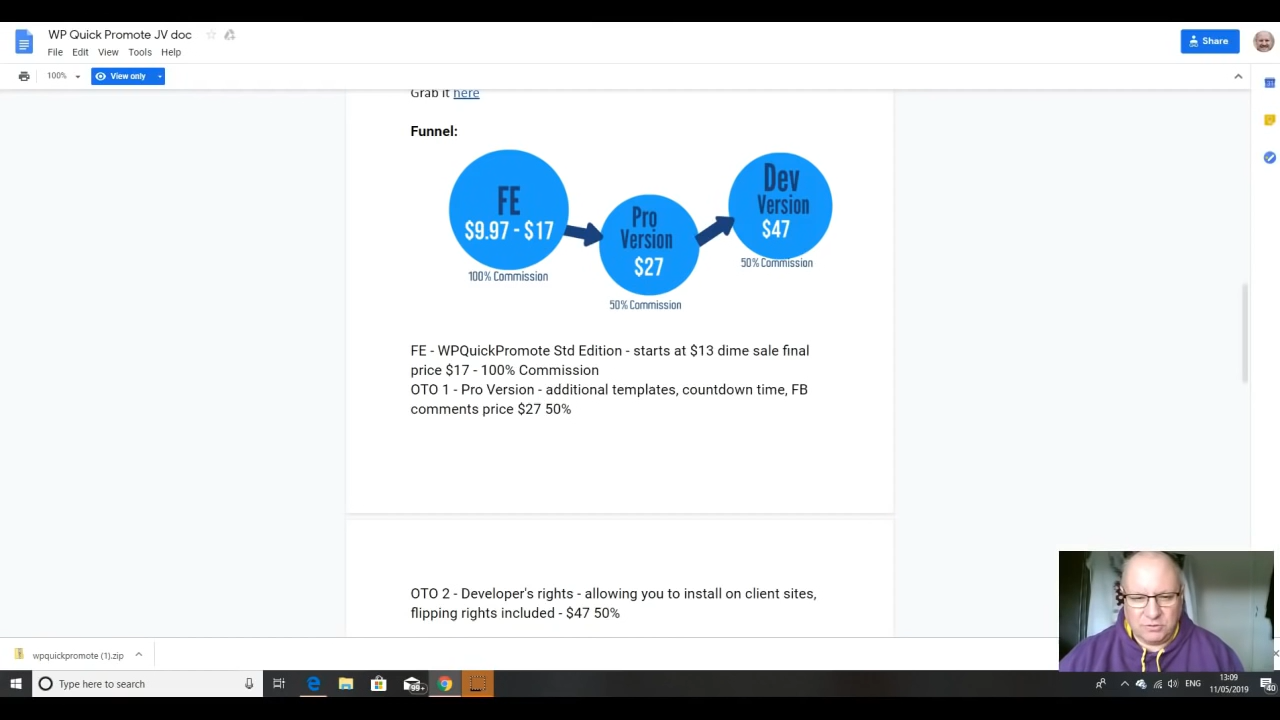 WP Quick Promote JV doc
File Edit View Tools Help
Share
100% View only
Grab it here
Funnel:
FE
$9.97 - $17
100% Commission
Pro
Version
$27
50% Commission
Dev
Version
$47
50% Commission
FE - WPQuickPromote Std Edition - starts at $13 dime sale final
price $17 - 100% Commission
OTO 1 - Pro Version - additional templates, countdown time, FB
comments price $27 50%
OTO 2 - Developer's rights - allowing you to install on client sites,
flipping rights included - $47 50%
wpquickpromote (1).zip
Type here to search
99+
ENG
13:09
11/05/2019
40